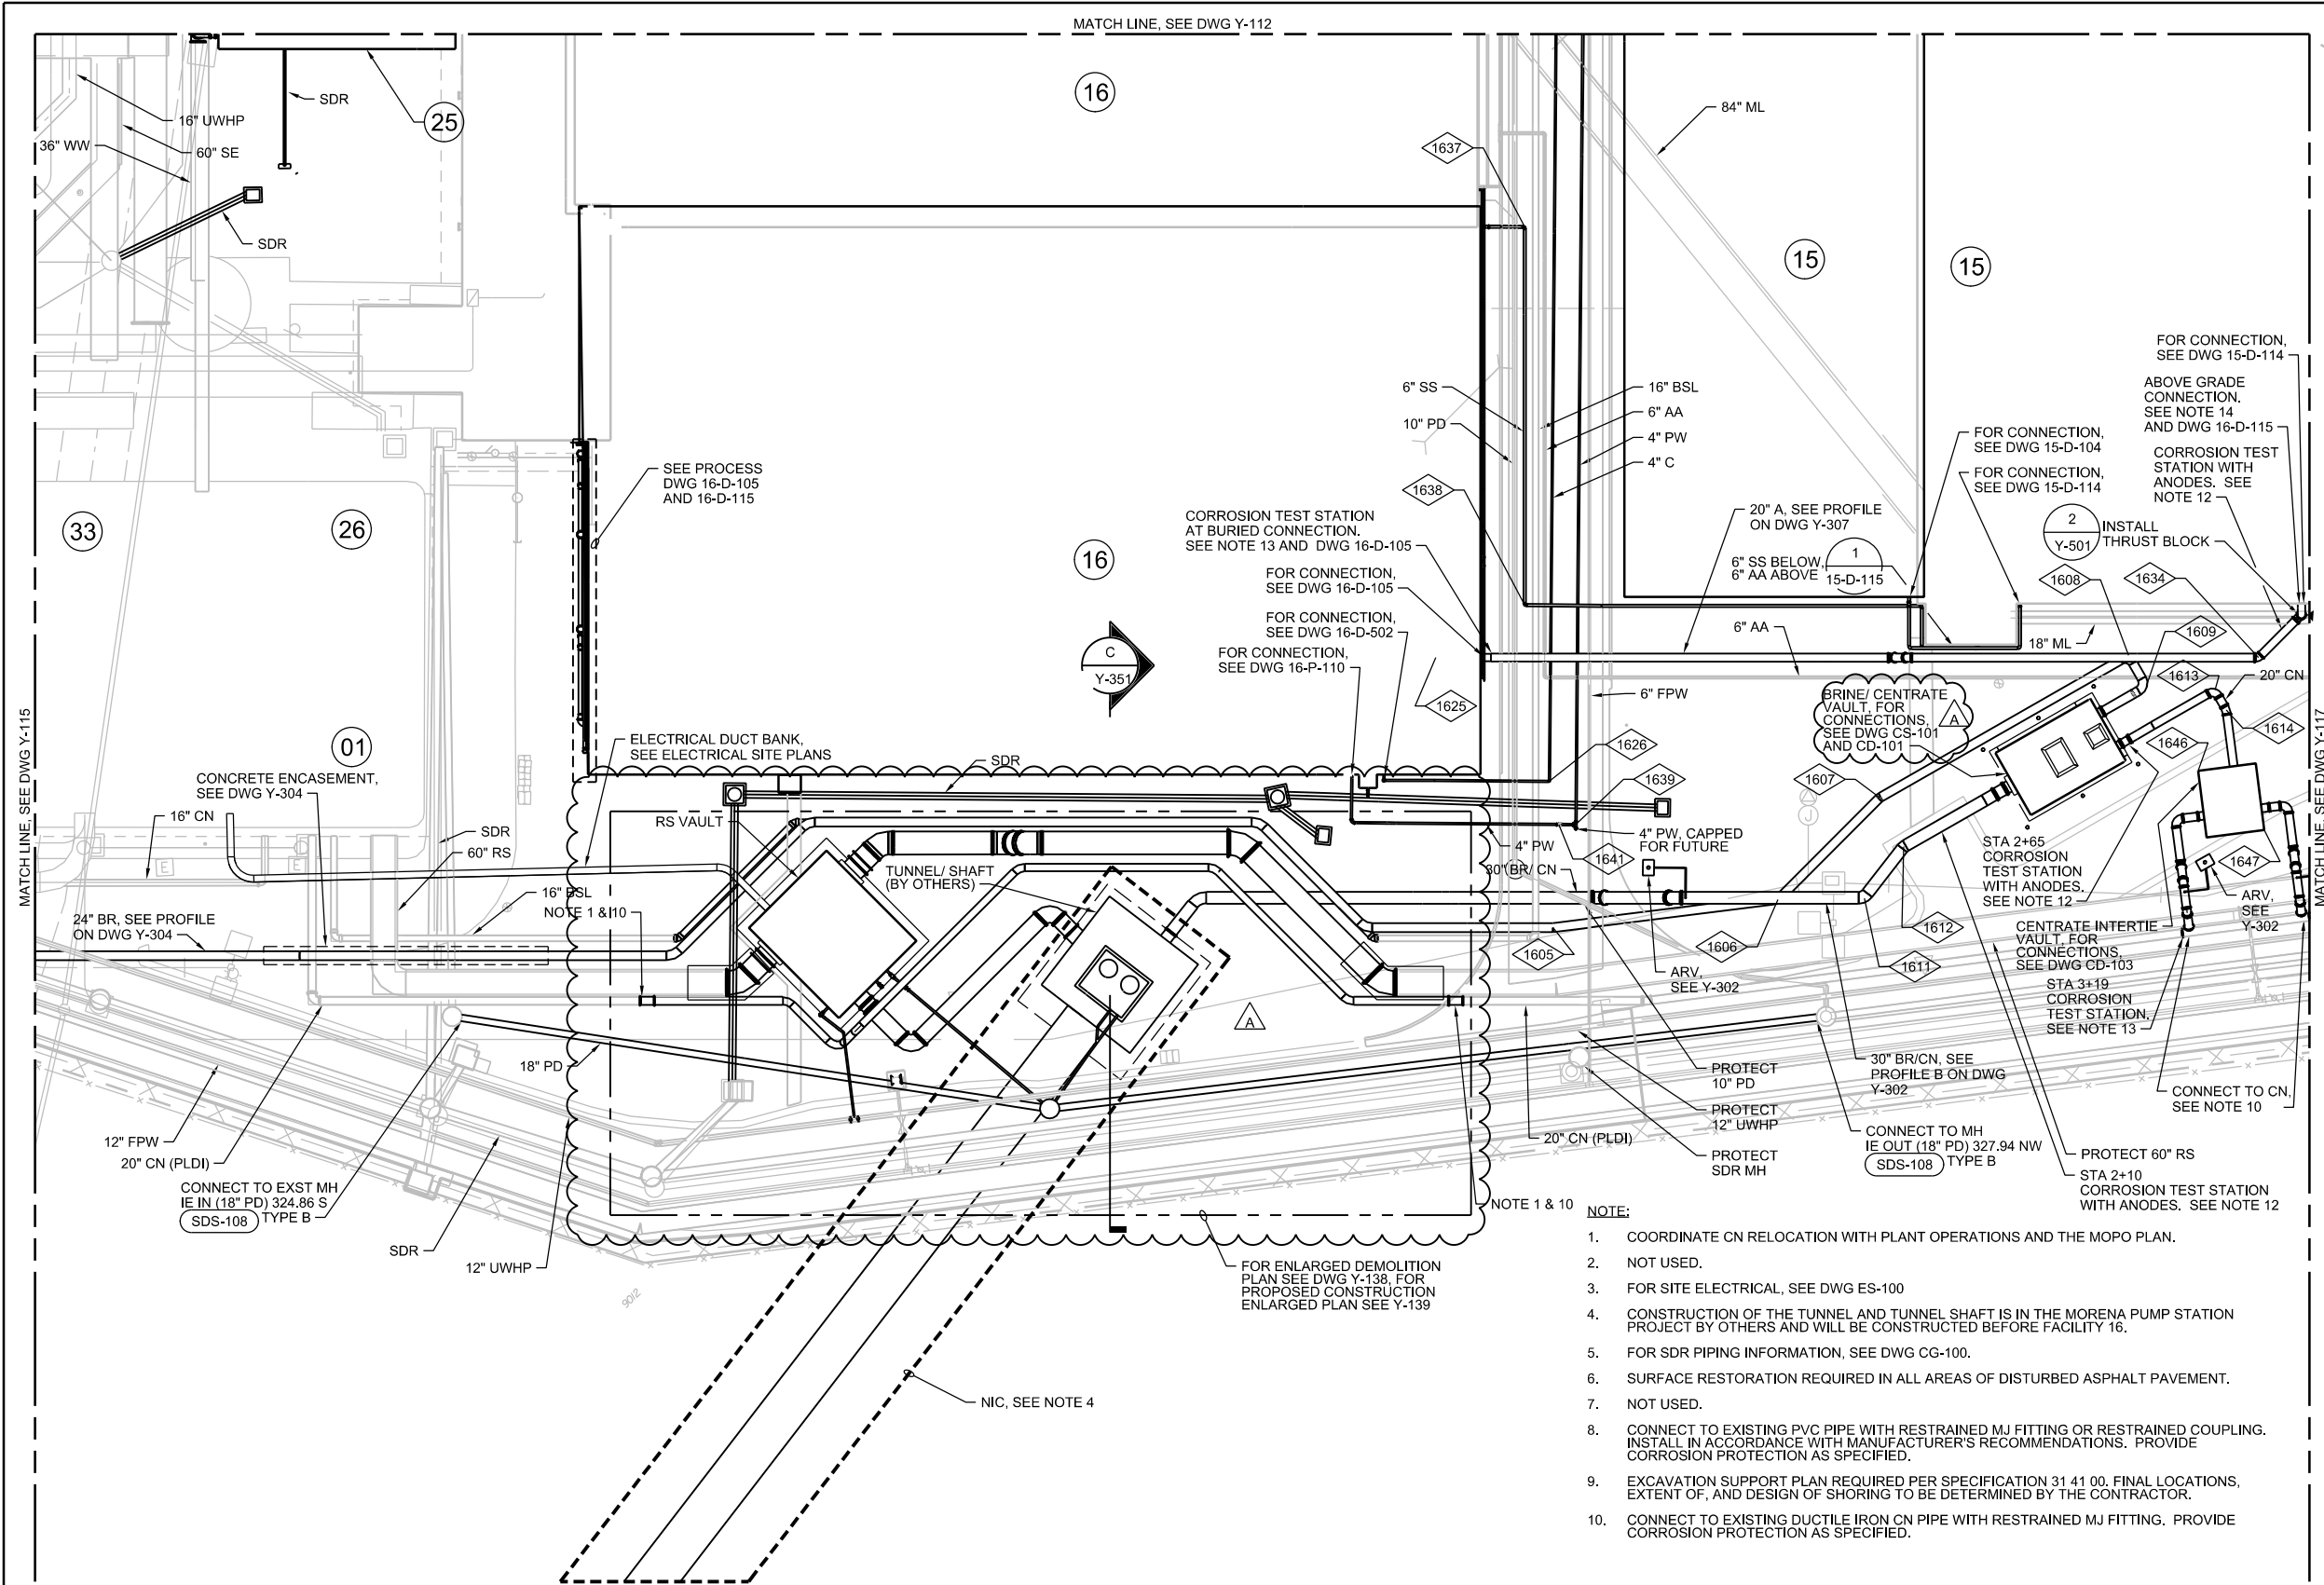 MATCH LINE, SEE DWG Y-112
SDR
16" UWHP
25
36" WW
60" SE
SDR
16
84" ML
1637
15
15
FOR CONNECTION,
SEE DWG 15-D-114
ABOVE GRADE
CONNECTION.
SEE NOTE 14
AND DWG 16-D-115
6" SS
10" PD
16" BSL
6" AA
4" PW
4" C
FOR CONNECTION,
SEE DWG 15-D-104
FOR CONNECTION,
SEE DWG 15-D-114
CORROSION TEST
STATION WITH
ANODES. SEE
NOTE 12
SEE PROCESS
DWG 16-D-105
AND 16-D-115
1638
33
26
16
CORROSION TEST STATION
AT BURIED CONNECTION.
SEE NOTE 13 AND DWG 16-D-105
20" A, SEE PROFILE
ON DWG Y-307
2
Y-501
INSTALL
THRUST BLOCK
6" SS BELOW,
6" AA ABOVE
1
15-D-115
FOR CONNECTION,
SEE DWG 16-D-105
1608
1634
FOR CONNECTION,
SEE DWG 16-D-502
FOR CONNECTION,
SEE DWG 16-P-110
6" AA
18" ML
1609
C
Y-351
1613
20" CN
6" FPW
1625
BRINE/ CENTRATE
VAULT, FOR
CONNECTIONS,
SEE DWG CS-101
AND CD-101
A
1614
01
ELECTRICAL DUCT BANK,
SEE ELECTRICAL SITE PLANS
SDR
1626
1646
CONCRETE ENCASEMENT,
SEE DWG Y-304
1639
1607
16" CN
RS VAULT
SDR
60" RS
4" PW
4" PW, CAPPED
FOR FUTURE
J
E
E
1641
STA 2+65
CORROSION
TEST STATION
WITH ANODES.
SEE NOTE 12
1647
TUNNEL/ SHAFT
(BY OTHERS)
30" BR/ CN
16" BSL
NOTE 1 & 10
24" BR, SEE PROFILE
ON DWG Y-304
ARV,
SEE
Y-302
1612
CENTRATE INTERTIE
VAULT, FOR
CONNECTIONS,
SEE DWG CD-103
1605
1606
1611
ARV,
SEE Y-302
STA 3+19
CORROSION
TEST STATION.
SEE NOTE 13
A
18" PD
PROTECT
10" PD
30" BR/CN, SEE
PROFILE B ON DWG
Y-302
CONNECT TO CN,
SEE NOTE 10
PROTECT
12" UWHP
12" FPW
20" CN (PLDI)
20" CN (PLDI)
CONNECT TO MH
IE OUT (18" PD) 327.94 NW
SDS-108 TYPE B
PROTECT
SDR MH
PROTECT 60" RS
CONNECT TO EXST MH
IE IN (18" PD) 324.86 S
SDS-108 TYPE B
STA 2+10
CORROSION TEST STATION
WITH ANODES. SEE NOTE 12
NOTE 1 & 10
SDR
12" UWHP
FOR ENLARGED DEMOLITION
PLAN SEE DWG Y-138, FOR
PROPOSED CONSTRUCTION
ENLARGED PLAN SEE Y-139
NIC, SEE NOTE 4
MATCH LINE, SEE DWG Y-115
MATCH LINE, SEE DWG Y-117
NOTE:
1. COORDINATE CN RELOCATION WITH PLANT OPERATIONS AND THE MOPO PLAN.
2. NOT USED.
3. FOR SITE ELECTRICAL, SEE DWG ES-100
4. CONSTRUCTION OF THE TUNNEL AND TUNNEL SHAFT IS IN THE MORENA PUMP STATION
PROJECT BY OTHERS AND WILL BE CONSTRUCTED BEFORE FACILITY 16.
5. FOR SDR PIPING INFORMATION, SEE DWG CG-100.
6. SURFACE RESTORATION REQUIRED IN ALL AREAS OF DISTURBED ASPHALT PAVEMENT.
7. NOT USED.
8. CONNECT TO EXISTING PVC PIPE WITH RESTRAINED MJ FITTING OR RESTRAINED COUPLING.
INSTALL IN ACCORDANCE WITH MANUFACTURER'S RECOMMENDATIONS. PROVIDE
CORROSION PROTECTION AS SPECIFIED.
9. EXCAVATION SUPPORT PLAN REQUIRED PER SPECIFICATION 31 41 00. FINAL LOCATIONS,
EXTENT OF, AND DESIGN OF SHORING TO BE DETERMINED BY THE CONTRACTOR.
10. CONNECT TO EXISTING DUCTILE IRON CN PIPE WITH RESTRAINED MJ FITTING. PROVIDE
CORROSION PROTECTION AS SPECIFIED.